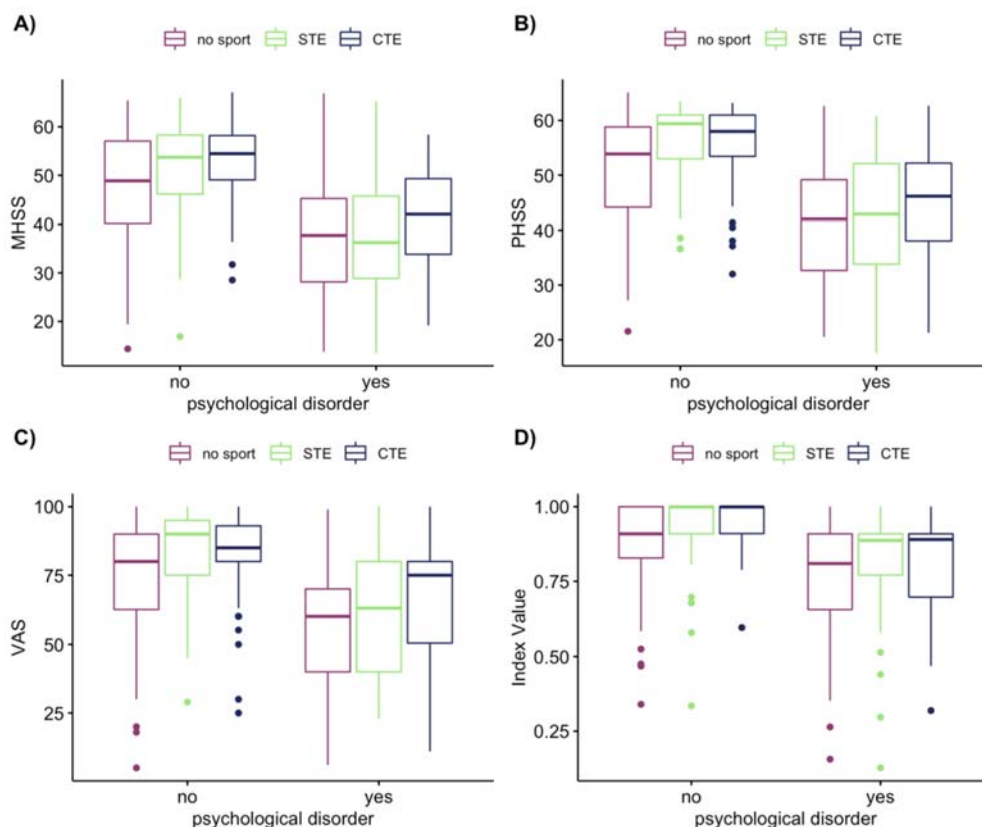 A)
no sport STE CTE
MHSS
60
50
40
30
20
no yes
psychological disorder
B)
no sport STE CTE
PHSS
60
50
40
30
20
no yes
psychological disorder
C)
no sport STE CTE
VAS
100
75
50
25
no yes
psychological disorder
D)
no sport STE CTE
Index Value
1.00
0.75
0.50
0.25
no yes
psychological disorder